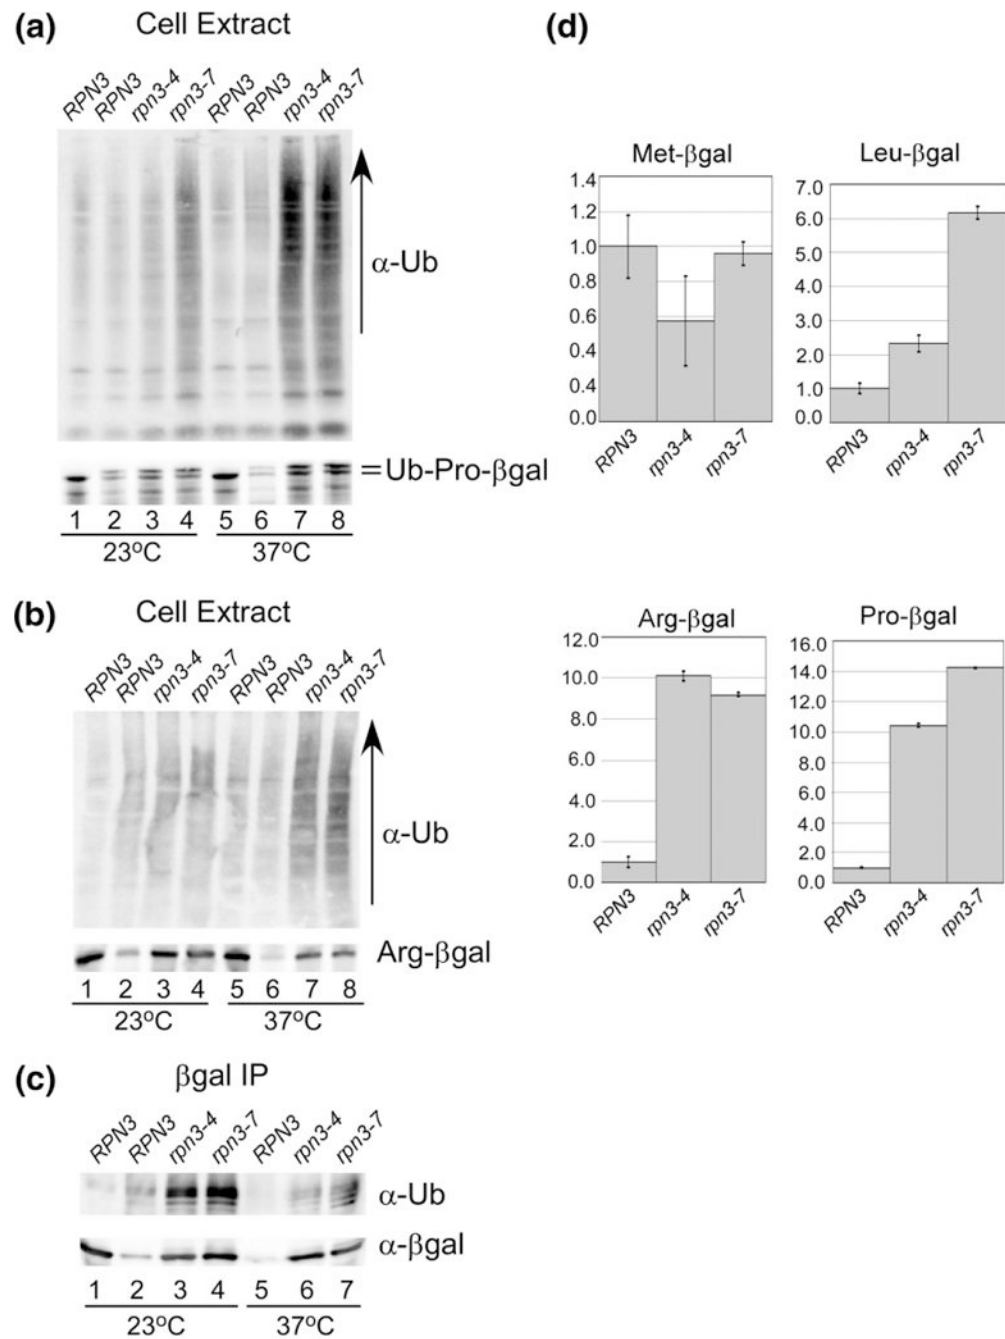 (a) Cell Extract
RPN3 RPN3 rpn3-4 rpn3-7 RPN3 RPN3 rpn3-4 rpn3-7
α-Ub
=Ub-Pro-βgal
1 2 3 4 5 6 7 8
23ºC 37ºC
(b) Cell Extract
RPN3 RPN3 rpn3-4 rpn3-7 RPN3 RPN3 rpn3-4 rpn3-7
α-Ub
Arg-βgal
1 2 3 4 5 6 7 8
23ºC 37ºC
(c) βgal IP
RPN3 RPN3 rpn3-4 rpn3-7 RPN3 rpn3-4 rpn3-7
α-Ub
α-βgal
1 2 3 4 5 6 7
23ºC 37ºC
(d)
Met-βgal
1.4
1.2
1.0
0.8
0.6
0.4
0.4
0.0
RPN3 rpn3-4 rpn3-7
Leu-βgal
7.0
6.0
5.0
4.0
3.0
2.0
1.0
0.0
RPN3 rpn3-4 rpn3-7
Arg-βgal
12.0
10.0
8.0
6.0
4.0
2.0
0.0
RPN3 rpn3-4 rpn3-7
Pro-βgal
16.0
14.0
12.0
10.0
8.0
6.0
4.0
2.0
0.0
RPN3 rpn3-4 rpn3-7